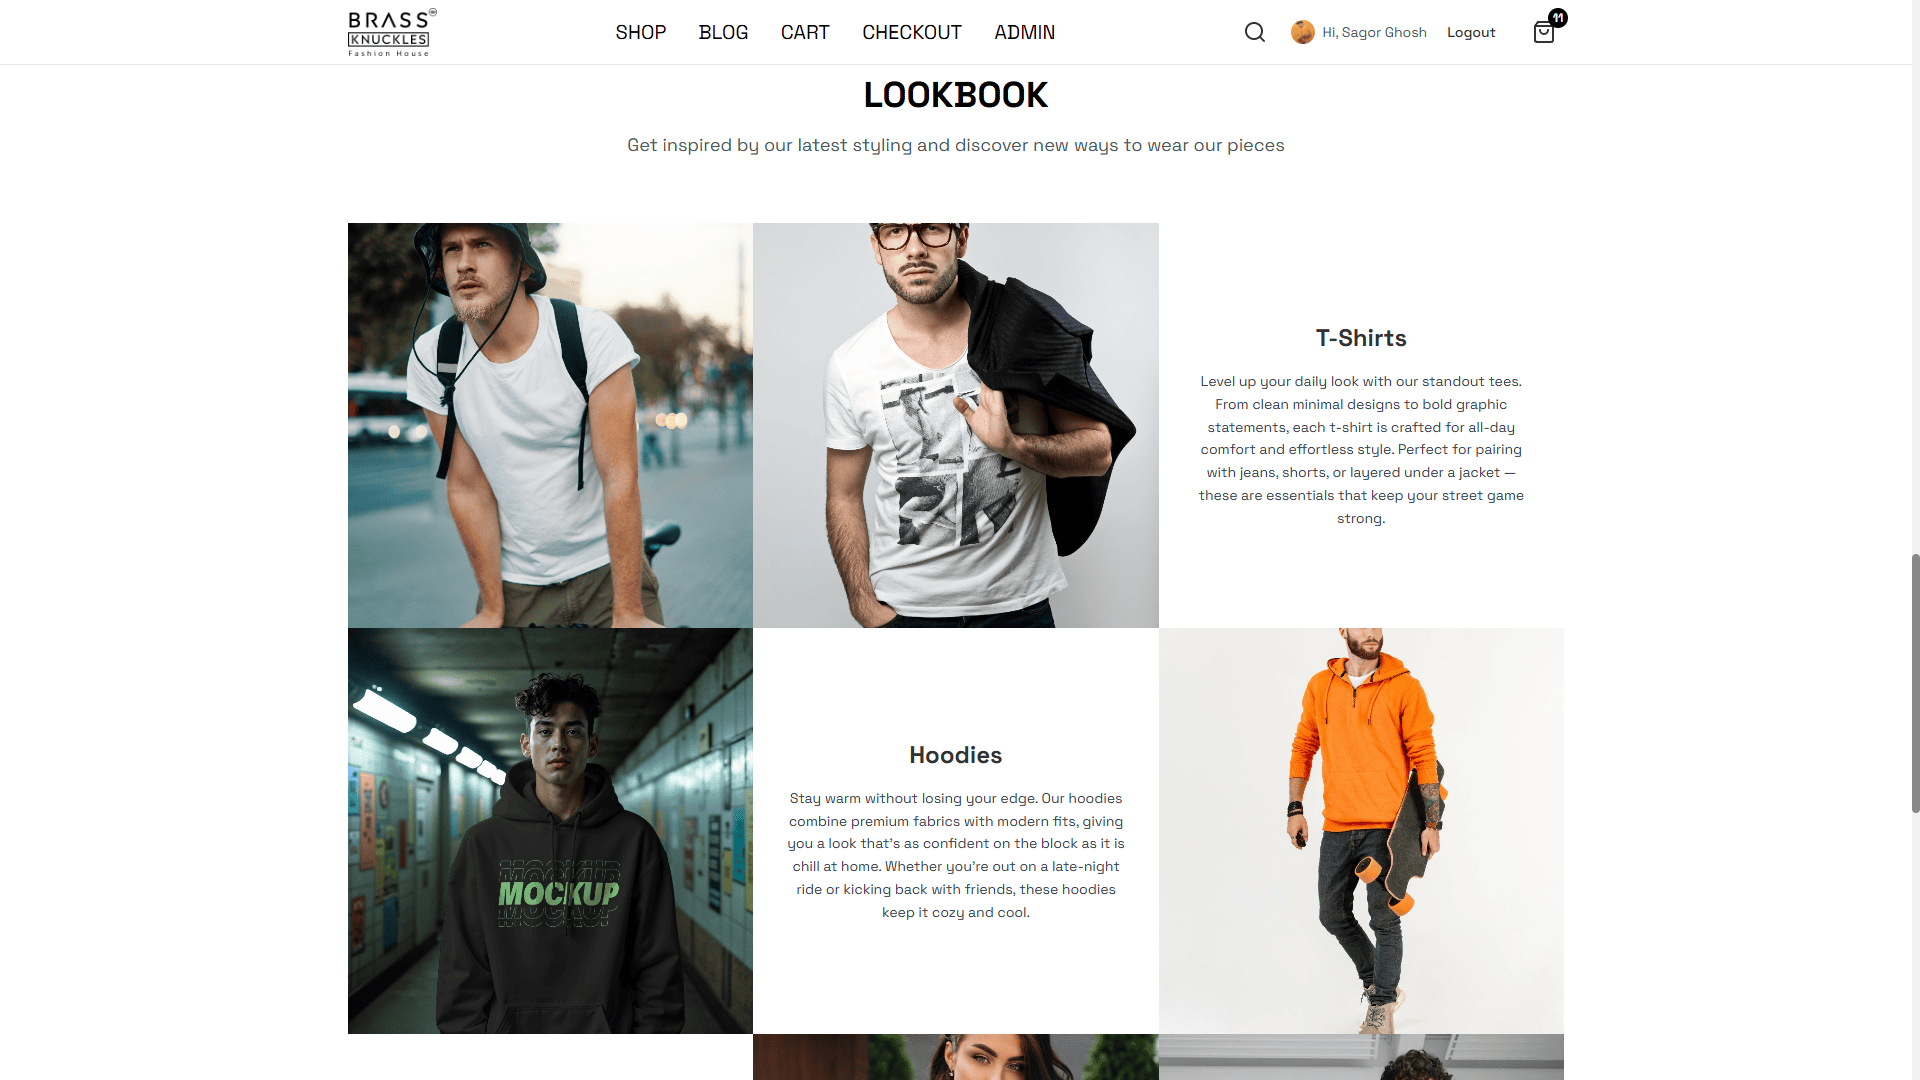 BRASS
KNUCKLES
Fashion House
SHOP BLOG CART CHECKOUT ADMIN
Hi, Sagor Ghosh Logout
11
LOOKBOOK
Get inspired by our latest styling and discover new ways to wear our pieces
T-Shirts
Level up your daily look with our standout tees.
From clean minimal designs to bold graphic
statements, each t-shirt is crafted for all-day
comfort and effortless style. Perfect for pairing
with jeans, shorts, or layered under a jacket —
these are essentials that keep your street game
strong.
MOCKUP
MOCKUP
MOCKUP
Hoodies
Stay warm without losing your edge. Our hoodies
combine premium fabrics with modern fits, giving
you a look that's as confident on the block as it is
chill at home. Whether you're out on a late-night
ride or kicking back with friends, these hoodies
keep it cozy and cool.